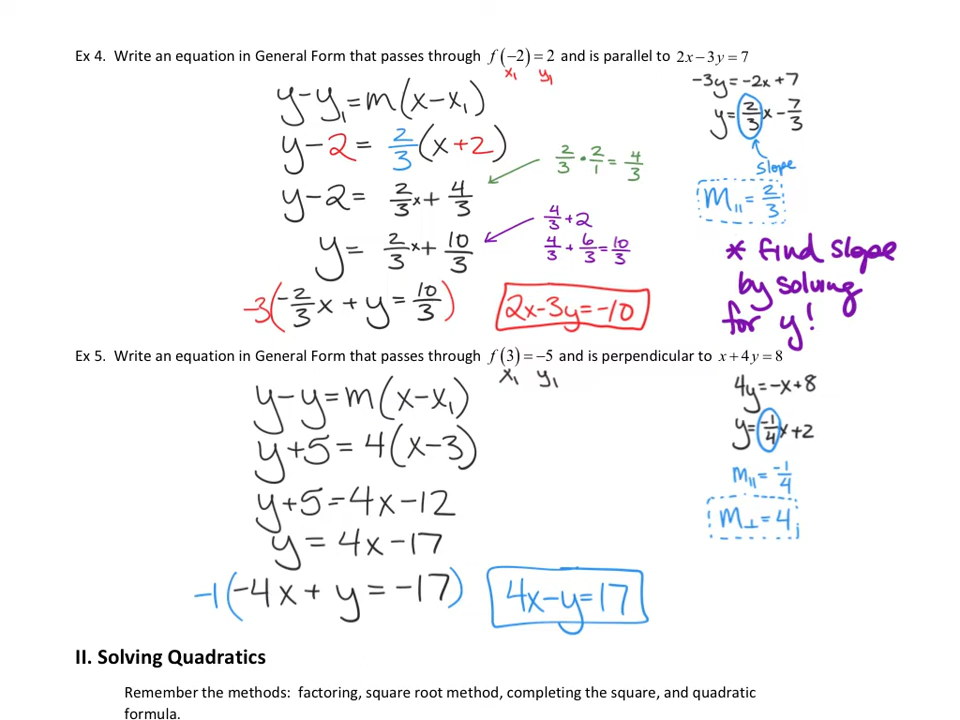 Ex 4. Write an equation in General Form that passes through f(−2) = 2 and is parallel to 2x − 3y = 7
x₁ y₁
-3y = -2x + 7
y - y₁ = m(x - x₁)
y = 2/3 x - 7/3
y - 2 = 2/3 (x + 2)
2/3 · 2/1 = 4/3
slope
y - 2 = 2/3 x + 4/3
m∥ = 2/3
4/3 + 2
4/3 + 6/3 = 10/3
y = 2/3 x + 10/3
* find slope
by solving
for y!
-3(-2/3 x + y = 10/3)
2x - 3y = -10
Ex 5. Write an equation in General Form that passes through f(3) = −5 and is perpendicular to x + 4y = 8
x₁ y₁
4y = -x + 8
y - y = m(x - x₁)
y = -1/4 x + 2
y + 5 = 4(x - 3)
m∥ = -1/4
y + 5 = 4x - 12
m⊥ = 4
y = 4x - 17
-1(-4x + y = -17)
4x - y = 17
II. Solving Quadratics
Remember the methods: factoring, square root method, completing the square, and quadratic
formula.